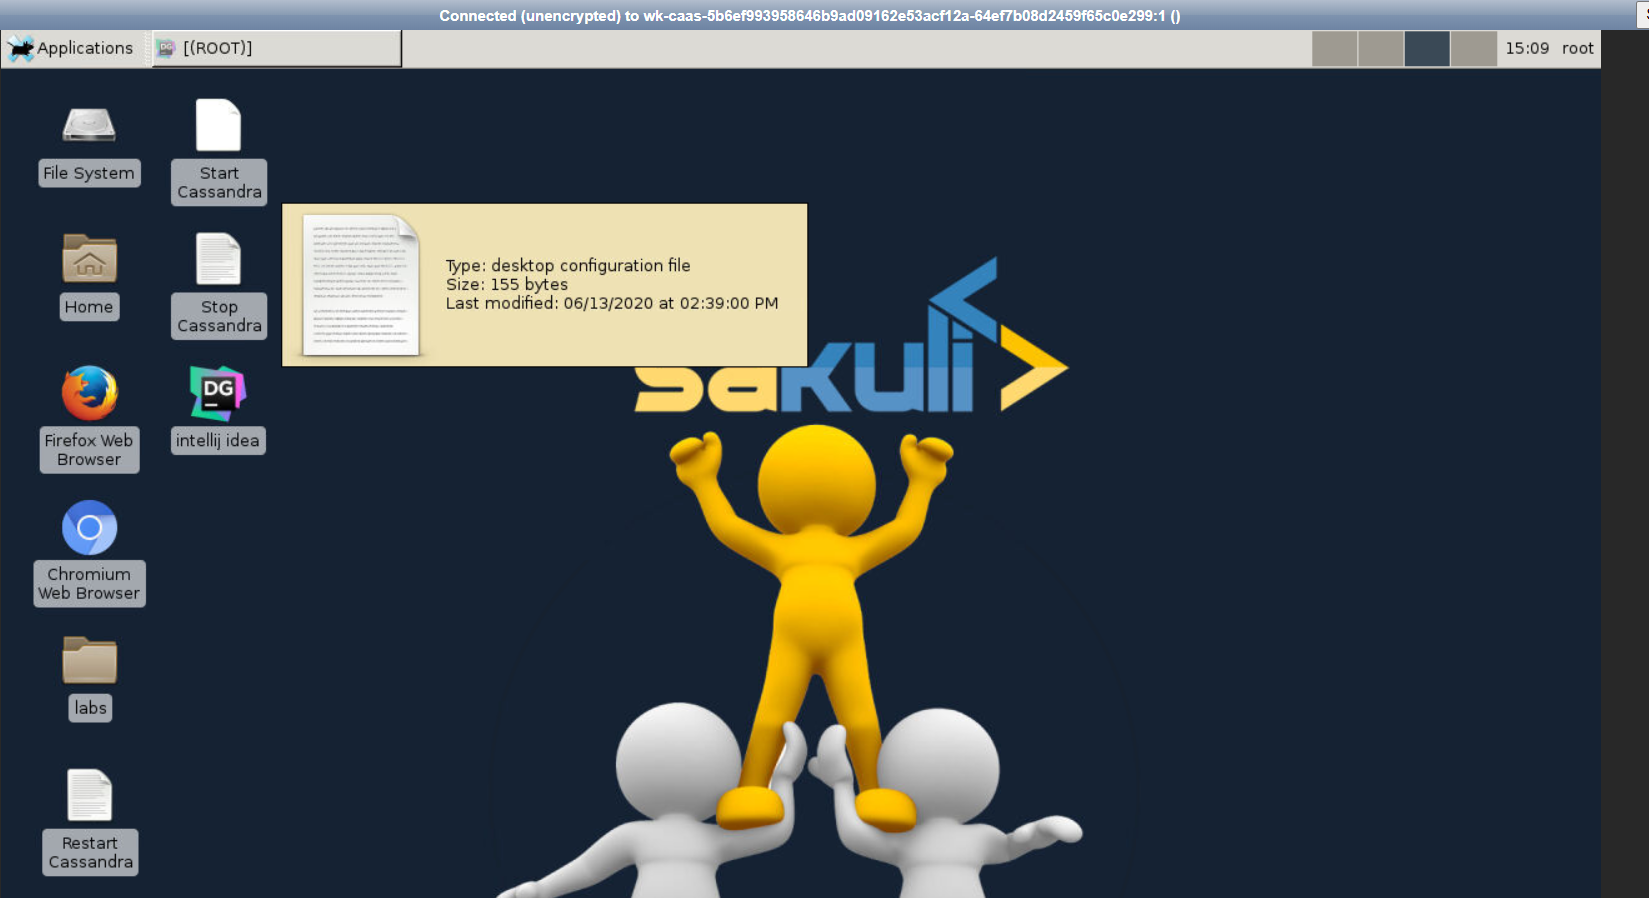 Connected (unencrypted) to wk-caas-5b6ef993958646b9ad09162e53acf12a-64ef7b08d2459f65c0e299:1 ()
Applications
DG
[(ROOT)]
15:09 root
File System
Start
Cassandra
Home
Stop
Cassandra
Type: desktop configuration file
Size: 155 bytes
Last modified: 06/13/2020 at 02:39:00 PM
sakuli
Firefox Web
Browser
DG
intellij idea
Chromium
Web Browser
labs
Restart
Cassandra